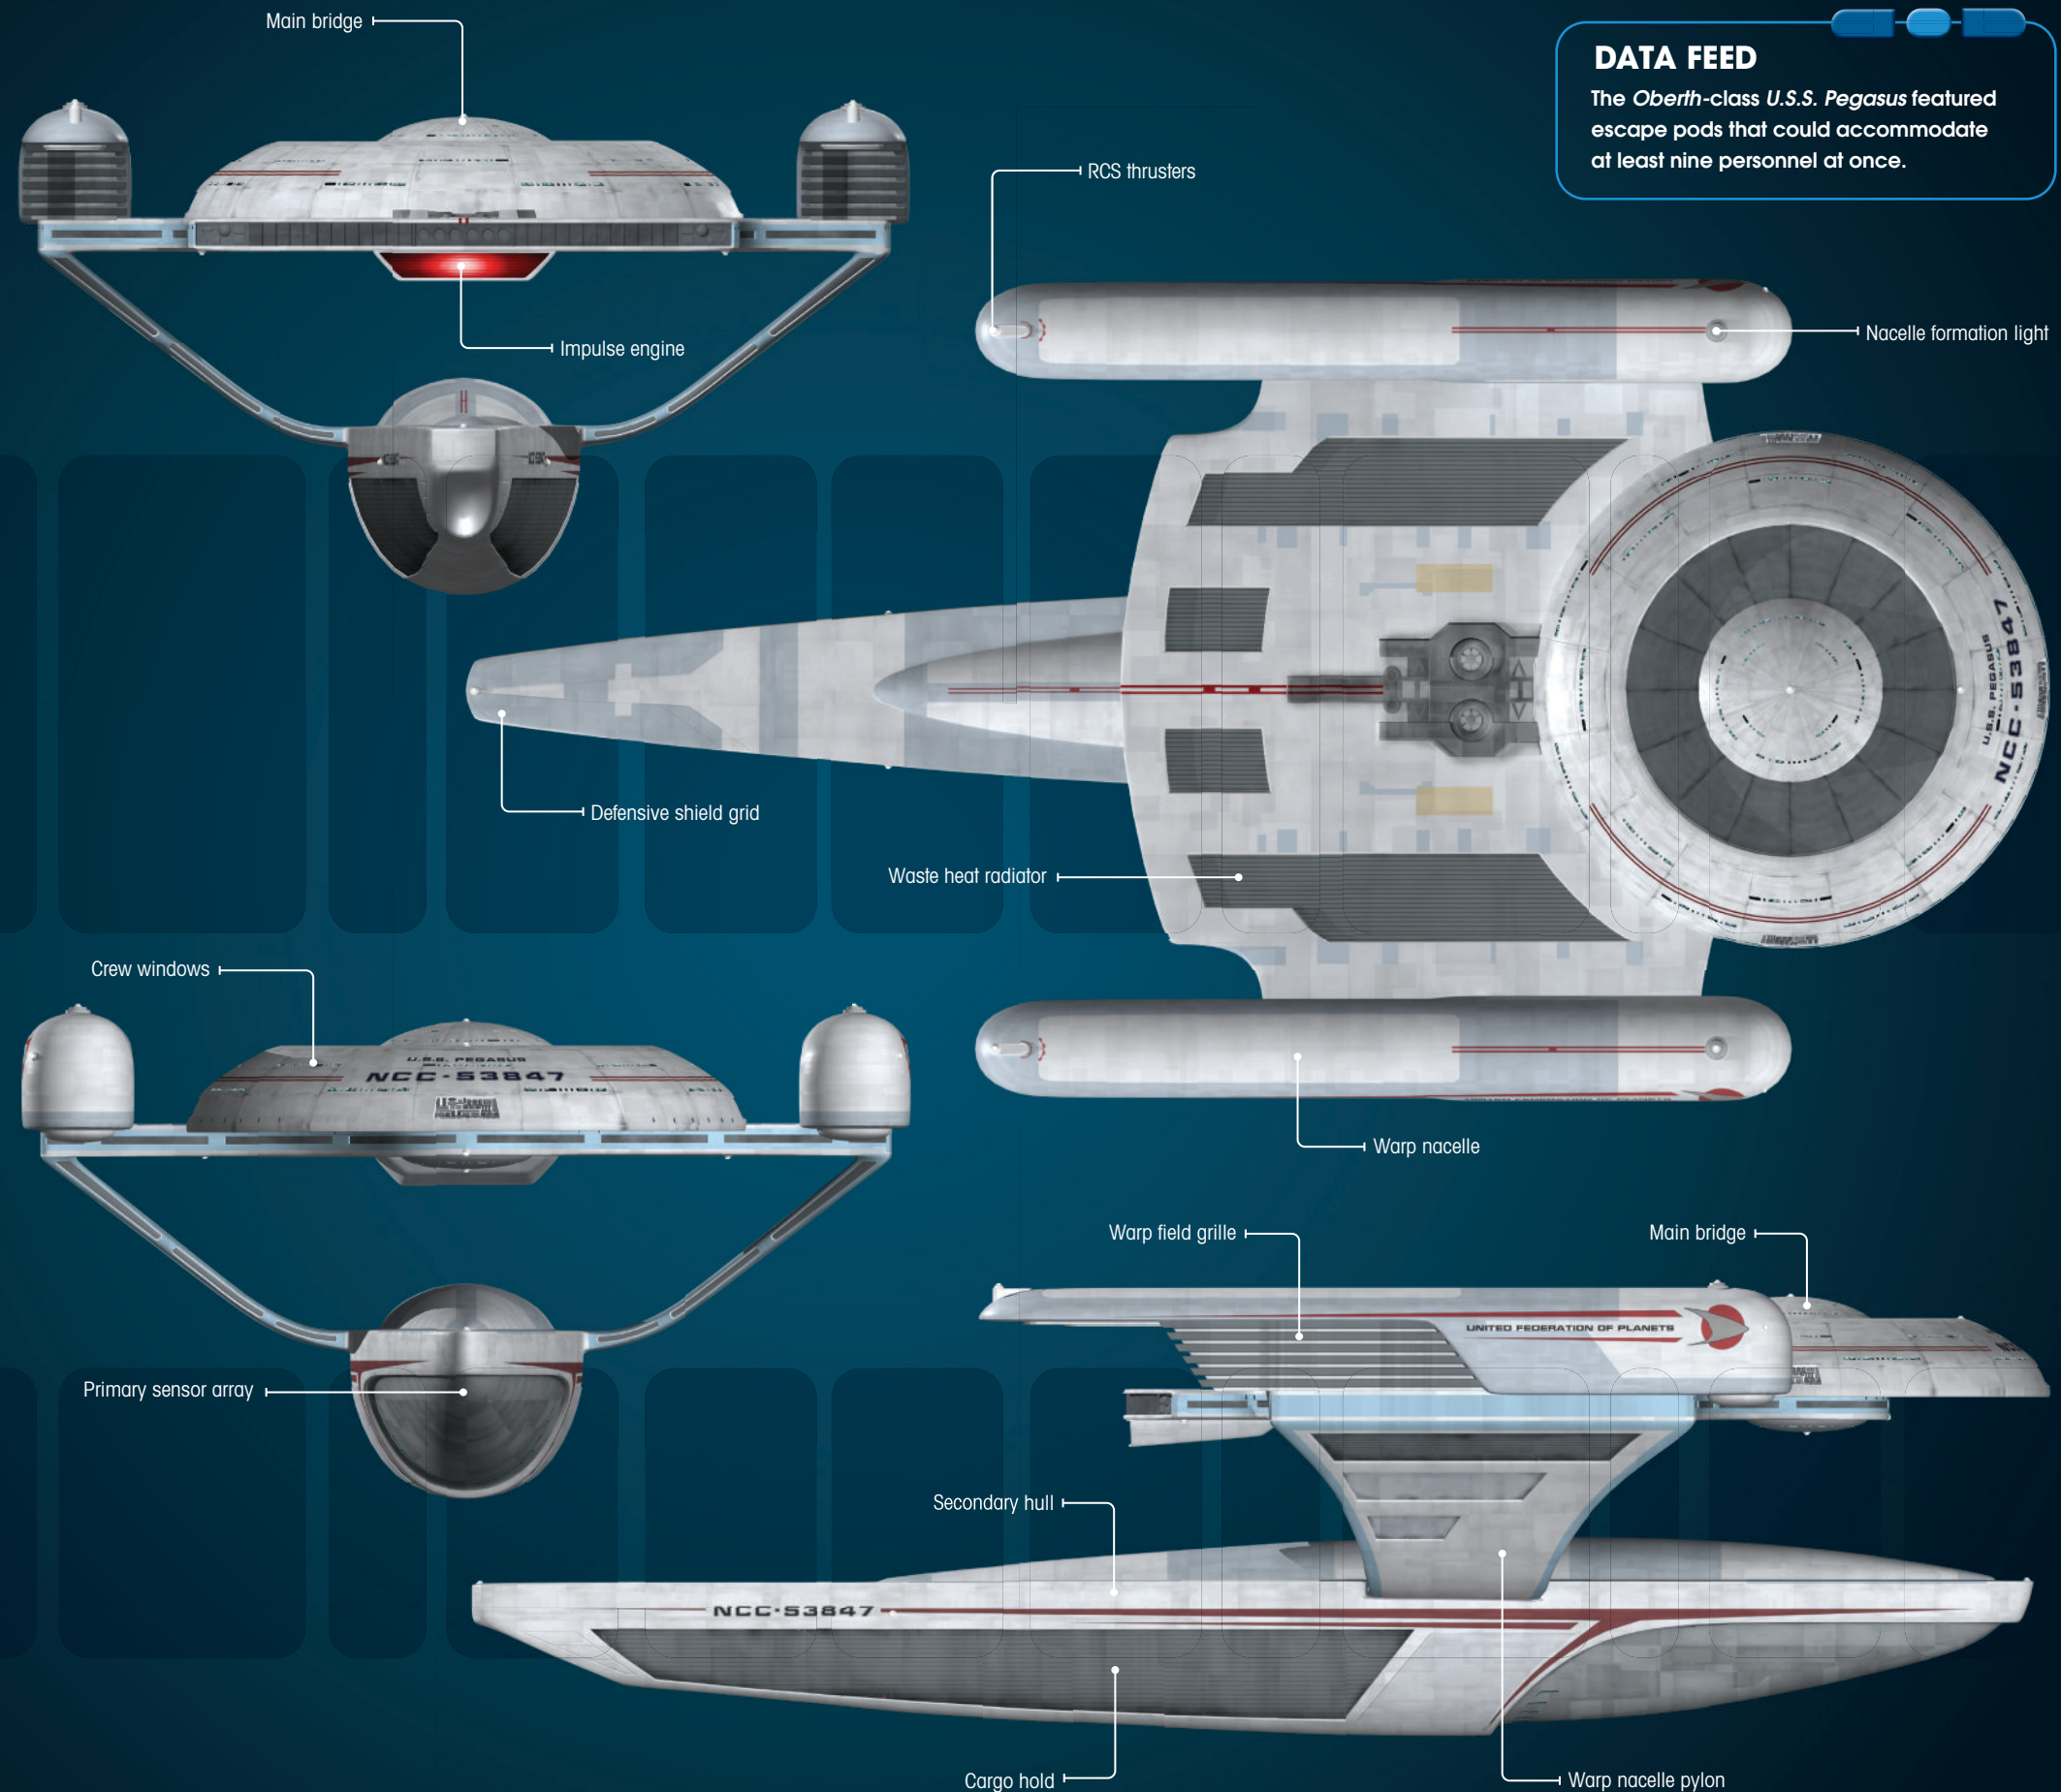 Main bridge
DATA FEED
The Oberth-class U.S.S. Pegasus featured
escape pods that could accommodate
at least nine personnel at once.
RCS thrusters
Nacelle formation light
Impulse engine
U.S.S. PEGASUS
NCC-53847
Defensive shield grid
Waste heat radiator
Crew windows
U.S.S. PEGASUS
NCC-53847
Warp nacelle
Warp field grille
Main bridge
UNITED FEDERATION OF PLANETS
Primary sensor array
Secondary hull
NCC-53847
Cargo hold
Warp nacelle pylon